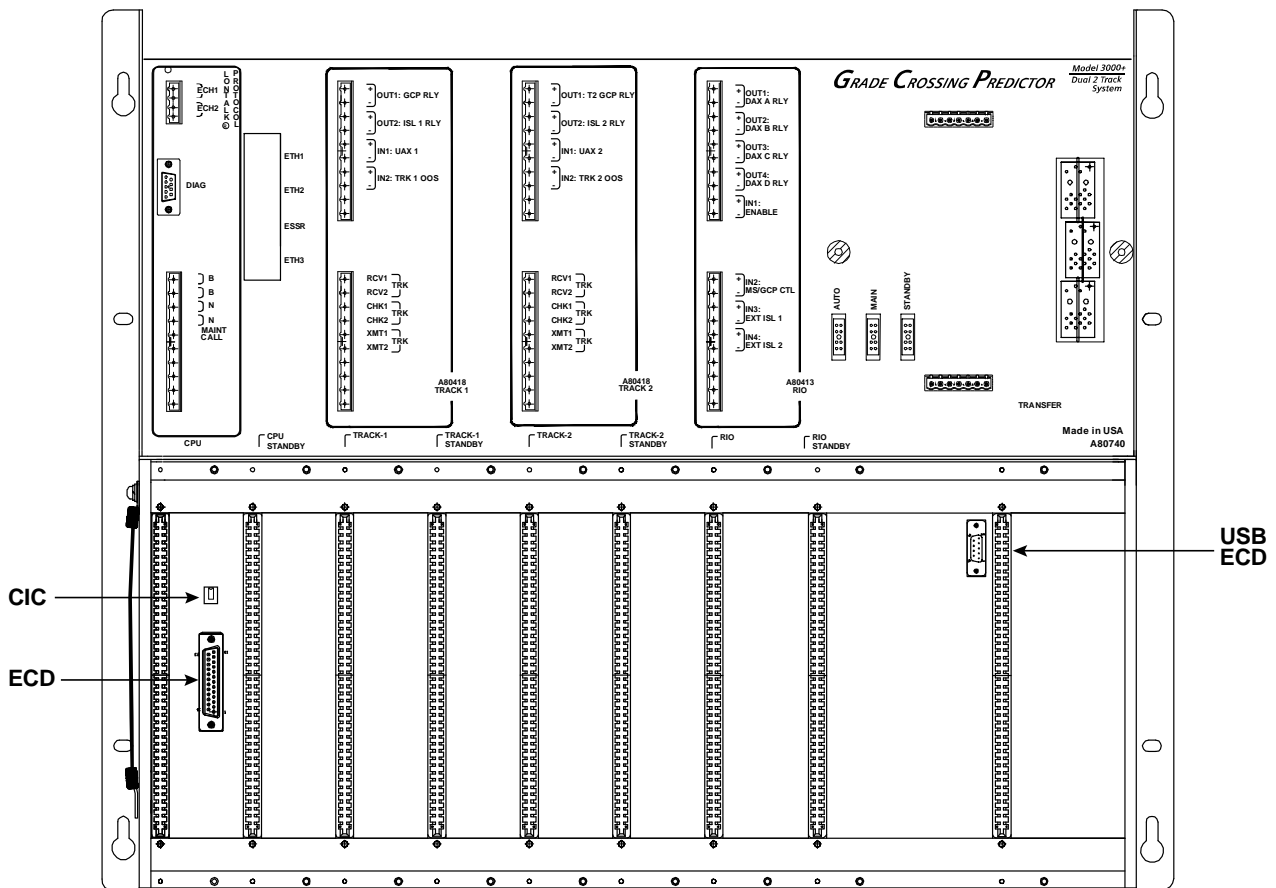 GRADE CROSSING PREDICTOR
Model 3000+
Dual 2 Track
System
LONTALK®
PROTOCOL
ECH1
ECH2
DIAG
ETH1
ETH2
ESSR
ETH3
B
B
N
N
MAINT
CALL
CPU
+ OUT1: GCP RLY
-
+ OUT2: ISL 1 RLY
-
+ IN1: UAX 1
-
+ IN2: TRK 1 OOS
-
RCV1
RCV2
TRK
CHK1
CHK2
TRK
XMT1
XMT2
TRK
A80418
TRACK 1
+ OUT1: T2 GCP RLY
-
+ OUT2: ISL 2 RLY
-
+ IN1: UAX 2
-
+ IN2: TRK 2 OOS
-
RCV1
RCV2
TRK
CHK1
CHK2
TRK
XMT1
XMT2
TRK
A80418
TRACK 2
+ OUT1:
- DAX A RLY
+ OUT2:
- DAX B RLY
+ OUT3:
- DAX C RLY
+ OUT4:
- DAX D RLY
+ IN1:
- ENABLE
+ IN2:
- MS/GCP CTL
+ IN3:
- EXT ISL 1
+ IN4:
- EXT ISL 2
A80413
RIO
AUTO
MAIN
STANDBY
TRANSFER
Made in USA
A80740
CPU
STANDBY
TRACK-1
TRACK-1
STANDBY
TRACK-2
TRACK-2
STANDBY
RIO
RIO
STANDBY
USB
ECD
CIC
ECD